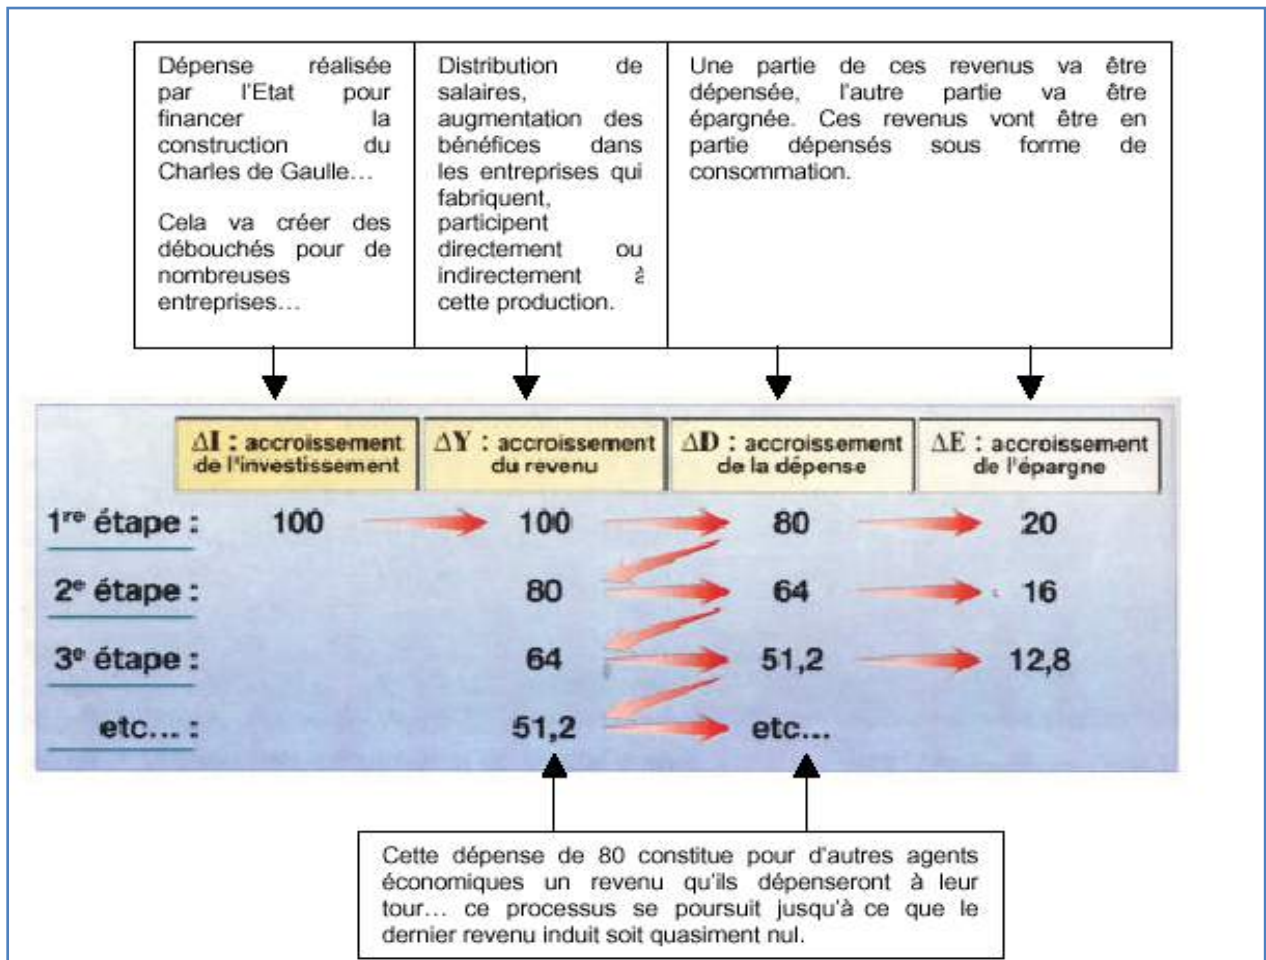 Dépense réalisée
par l'Etat pour
financer la
construction du
Charles de Gaulle…
Cela va créer des
débouchés pour de
nombreuses
entreprises…
Distribution de
salaires,
augmentation des
bénéfices dans
les entreprises qui
fabriquent,
participent
directement ou
indirectement à
cette production.
Une partie de ces revenus va être
dépensée, l'autre partie va être
épargnée. Ces revenus vont être en
partie dépensés sous forme de
consommation.
ΔI : accroissement
de l'investissement
ΔY : accroissement
du revenu
ΔD : accroissement
de la dépense
ΔE : accroissement
de l'épargne
1re étape : 100 100 80 20
2e étape : 80 64 16
3e étape : 64 51,2 12,8
etc... : 51,2 etc...
Cette dépense de 80 constitue pour d'autres agents
économiques un revenu qu'ils dépenseront à leur
tour… ce processus se poursuit jusqu'à ce que le
dernier revenu induit soit quasiment nul.